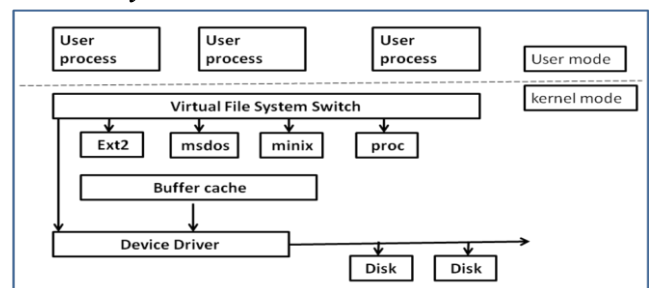 User process
User process
User process
User mode
kernel mode
Virtual File System Switch
Ext2
msdos
minix
proc
Buffer cache
Device Driver
Disk
Disk